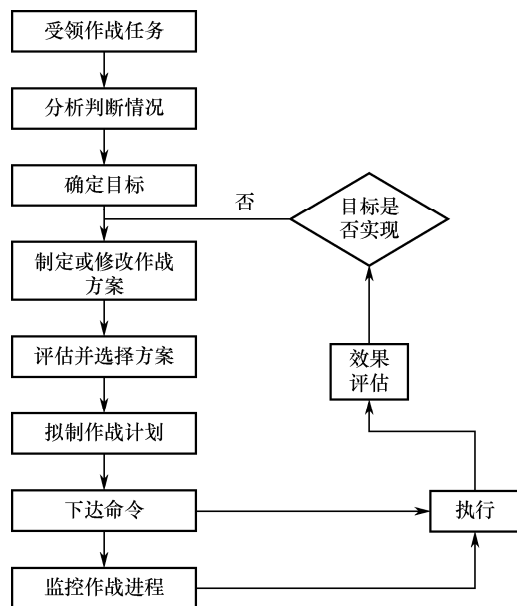 受领作战任务
分析判断情况
确定目标
否
目标是
否实现
制定或修改作战
方案
评估并选择方案
效果
评估
拟制作战计划
下达命令
执行
监控作战进程